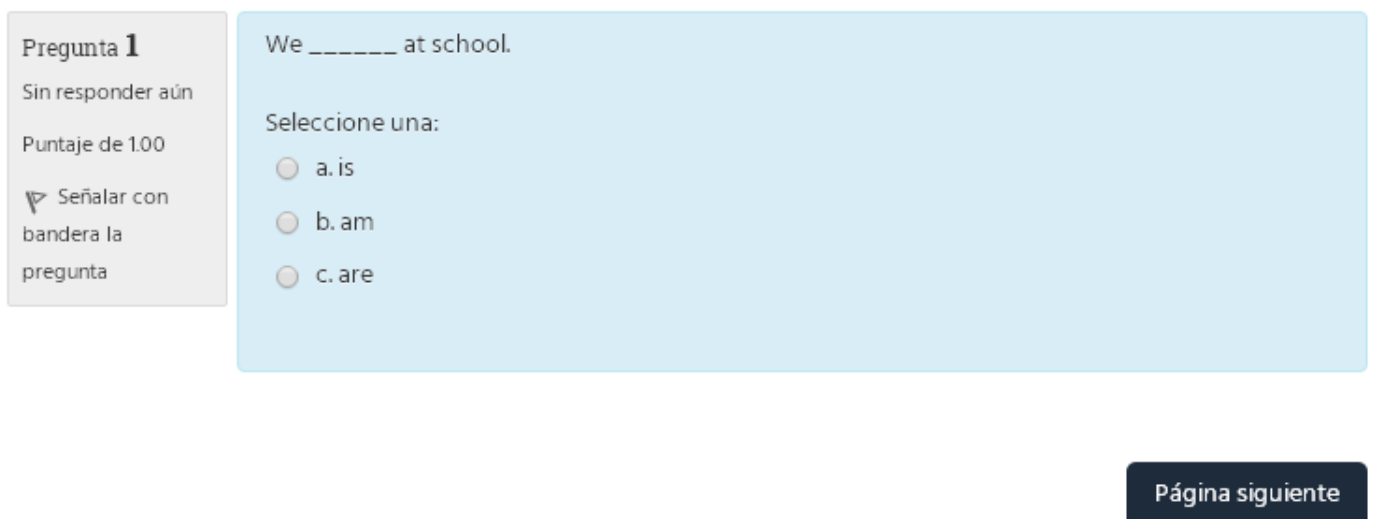 Pregunta 1
Sin responder aún
Puntaje de 1.00
Señalar con
bandera la
pregunta
We ______ at school.
Seleccione una:
a. is
b. am
c. are
Página siguiente